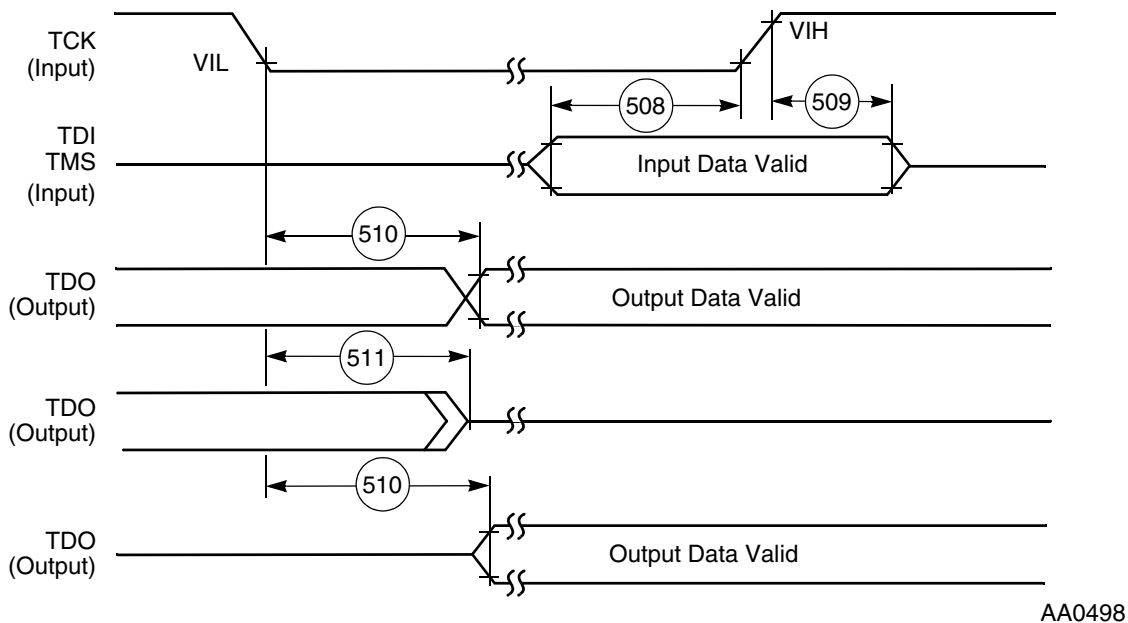 TCK
(Input)
VIL
VIH
508
509
TDI
TMS
(Input)
Input Data Valid
510
TDO
(Output)
Output Data Valid
511
TDO
(Output)
510
TDO
(Output)
Output Data Valid
AA0498